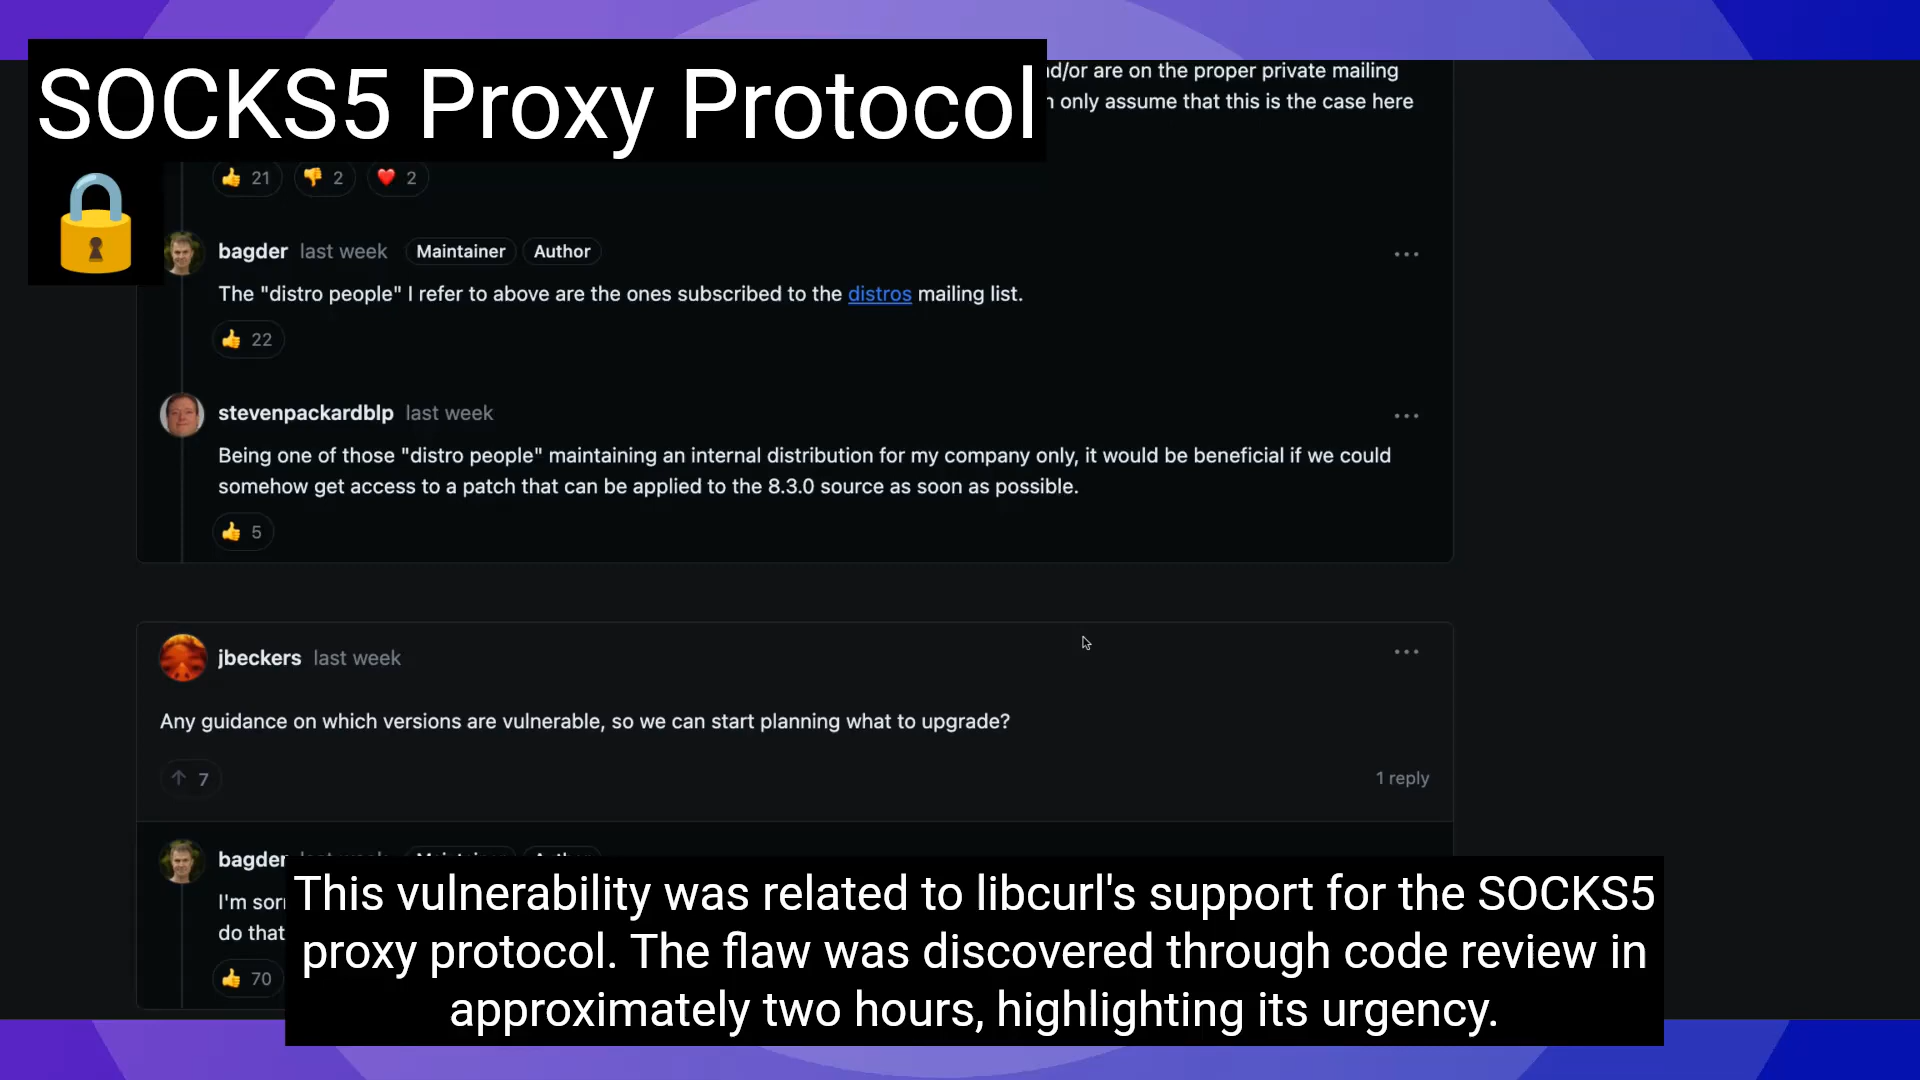 SOCKS5 Proxy Protocol
d/or are on the proper private mailing
only assume that this is the case here
21 2 2
bagder last week Maintainer Author
The "distro people" I refer to above are the ones subscribed to the distros mailing list.
22
stevenpackardblp last week
Being one of those "distro people" maintaining an internal distribution for my company only, it would be beneficial if we could
somehow get access to a patch that can be applied to the 8.3.0 source as soon as possible.
5
jbeckers last week
Any guidance on which versions are vulnerable, so we can start planning what to upgrade?
7
1 reply
bagder
I'm
do that
70
This vulnerability was related to libcurl's support for the SOCKS5
proxy protocol. The flaw was discovered through code review in
approximately two hours, highlighting its urgency.